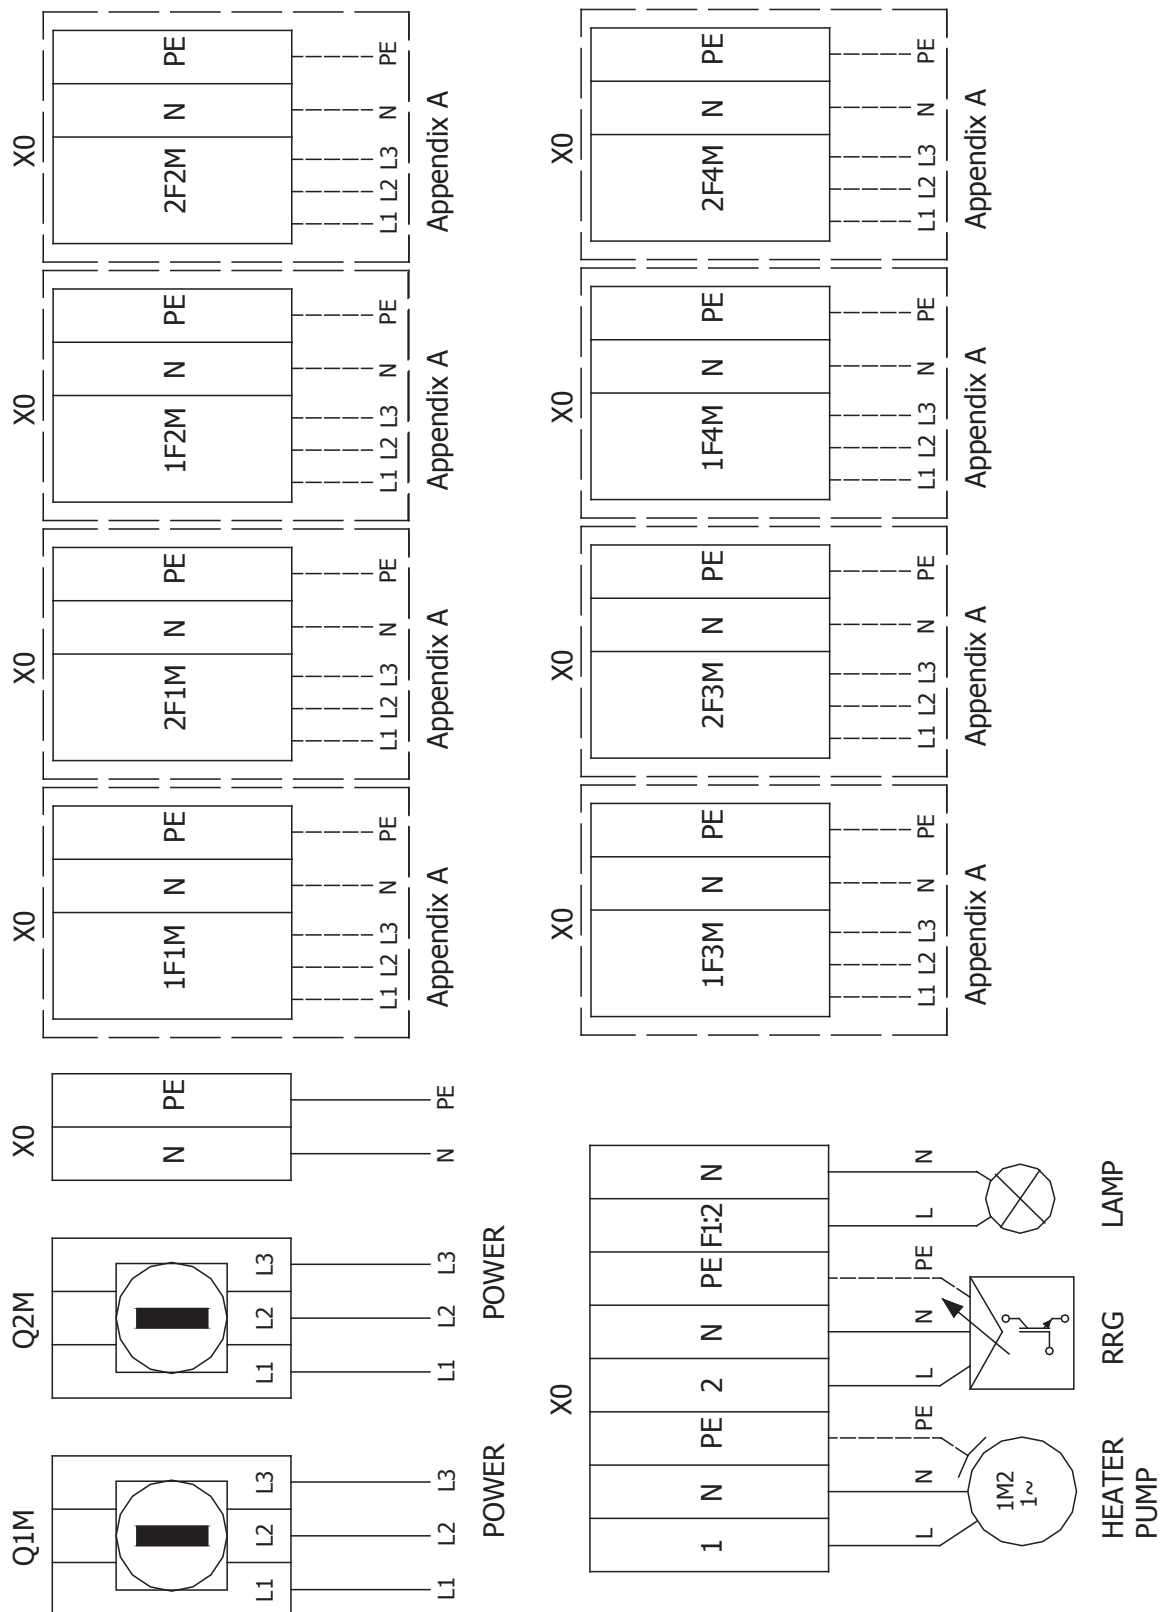 Q1M
L1 L2 L3
L1 L2 L3
POWER
Q2M
L1 L2 L3
L1 L2 L3
POWER
X0
N PE
N PE
X0
1F1M N PE
L1 L2 L3 N PE
Appendix A
X0
2F1M N PE
L1 L2 L3 N PE
Appendix A
X0
1F2M N PE
L1 L2 L3 N PE
Appendix A
X0
2F2M N PE
L1 L2 L3 N PE
Appendix A
X0
1 N PE 2 N PE F1:2 N
L N PE L N PE L N
1M2
1~
HEATER
PUMP
RRG
LAMP
X0
1F3M N PE
L1 L2 L3 N PE
Appendix A
X0
2F3M N PE
L1 L2 L3 N PE
Appendix A
X0
1F4M N PE
L1 L2 L3 N PE
Appendix A
X0
2F4M N PE
L1 L2 L3 N PE
Appendix A